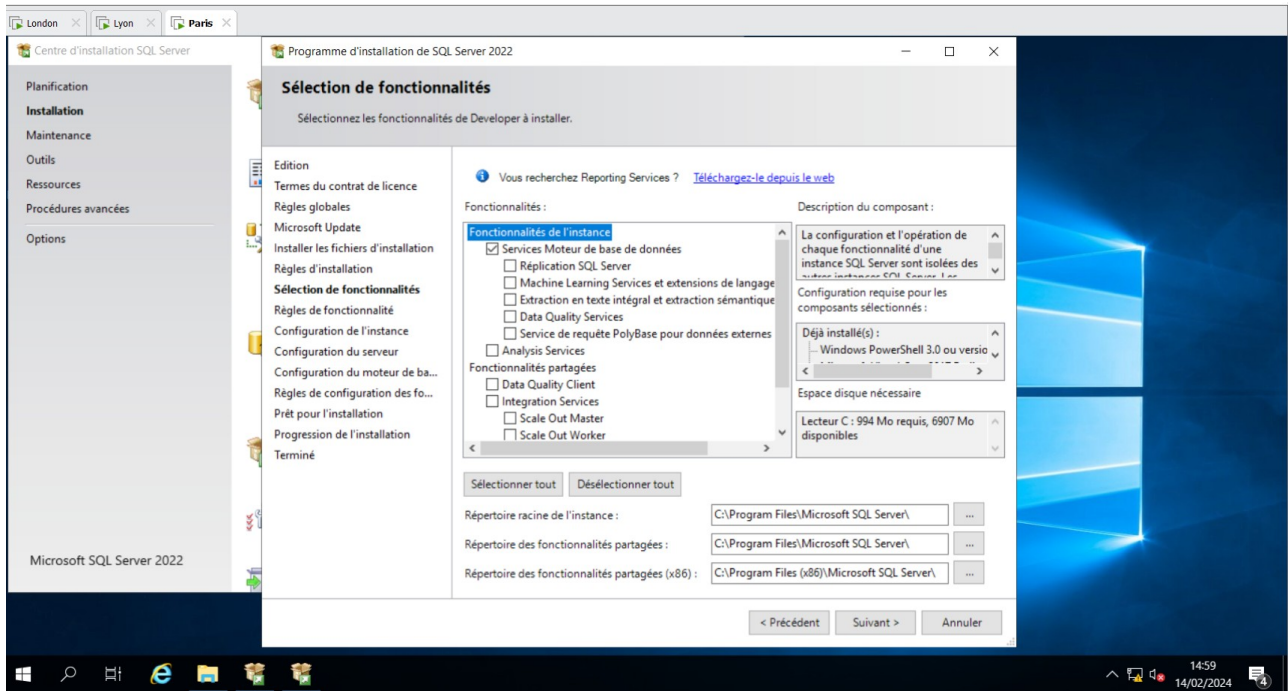 London
Lyon
Paris
Centre d'installation SQL Server
Planification
Installation
Maintenance
Outils
Ressources
Procédures avancées
Options
Microsoft SQL Server 2022
Programme d'installation de SQL Server 2022
Sélection de fonctionnalités
Sélectionnez les fonctionnalités de Developer à installer.
Edition
Termes du contrat de licence
Règles globales
Microsoft Update
Installer les fichiers d'installation
Règles d'installation
Sélection de fonctionnalités
Règles de fonctionnalité
Configuration de l'instance
Configuration du serveur
Configuration du moteur de ba...
Règles de configuration des fo...
Prêt pour l'installation
Progression de l'installation
Terminé
Vous recherchez Reporting Services ? Téléchargez-le depuis le web
Fonctionnalités :
Fonctionnalités de l'instance
Services Moteur de base de données
Réplication SQL Server
Machine Learning Services et extensions de langage
Extraction en texte intégral et extraction sémantique
Data Quality Services
Service de requête PolyBase pour données externes
Analysis Services
Fonctionnalités partagées
Data Quality Client
Integration Services
Scale Out Master
Scale Out Worker
Description du composant :
La configuration et l'opération de
chaque fonctionnalité d'une
instance SQL Server sont isolées des
autres instances SQL Server. Les
Configuration requise pour les
composants sélectionnés :
Déjà installé(s) :
Windows PowerShell 3.0 ou versio
Espace disque nécessaire
Lecteur C : 994 Mo requis, 6907 Mo
disponibles
Sélectionner tout
Désélectionner tout
Répertoire racine de l'instance :
C:\Program Files\Microsoft SQL Server\
...
Répertoire des fonctionnalités partagées :
C:\Program Files\Microsoft SQL Server\
...
Répertoire des fonctionnalités partagées (x86) :
C:\Program Files (x86)\Microsoft SQL Server\
...
< Précédent
Suivant >
Annuler
14:59
14/02/2024
4